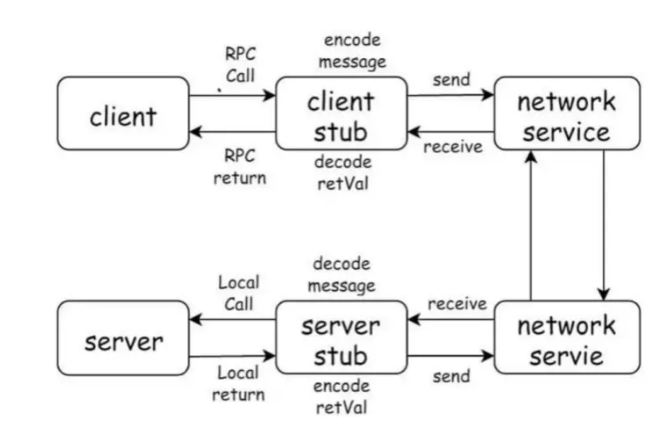 encode
message
RPC
Call
send
client
client
stub
network
service
receive
RPC
return
decode
retVal
decode
message
Local
Call
receive
server
server
stub
network
servie
Local
return
send
encode
retVal